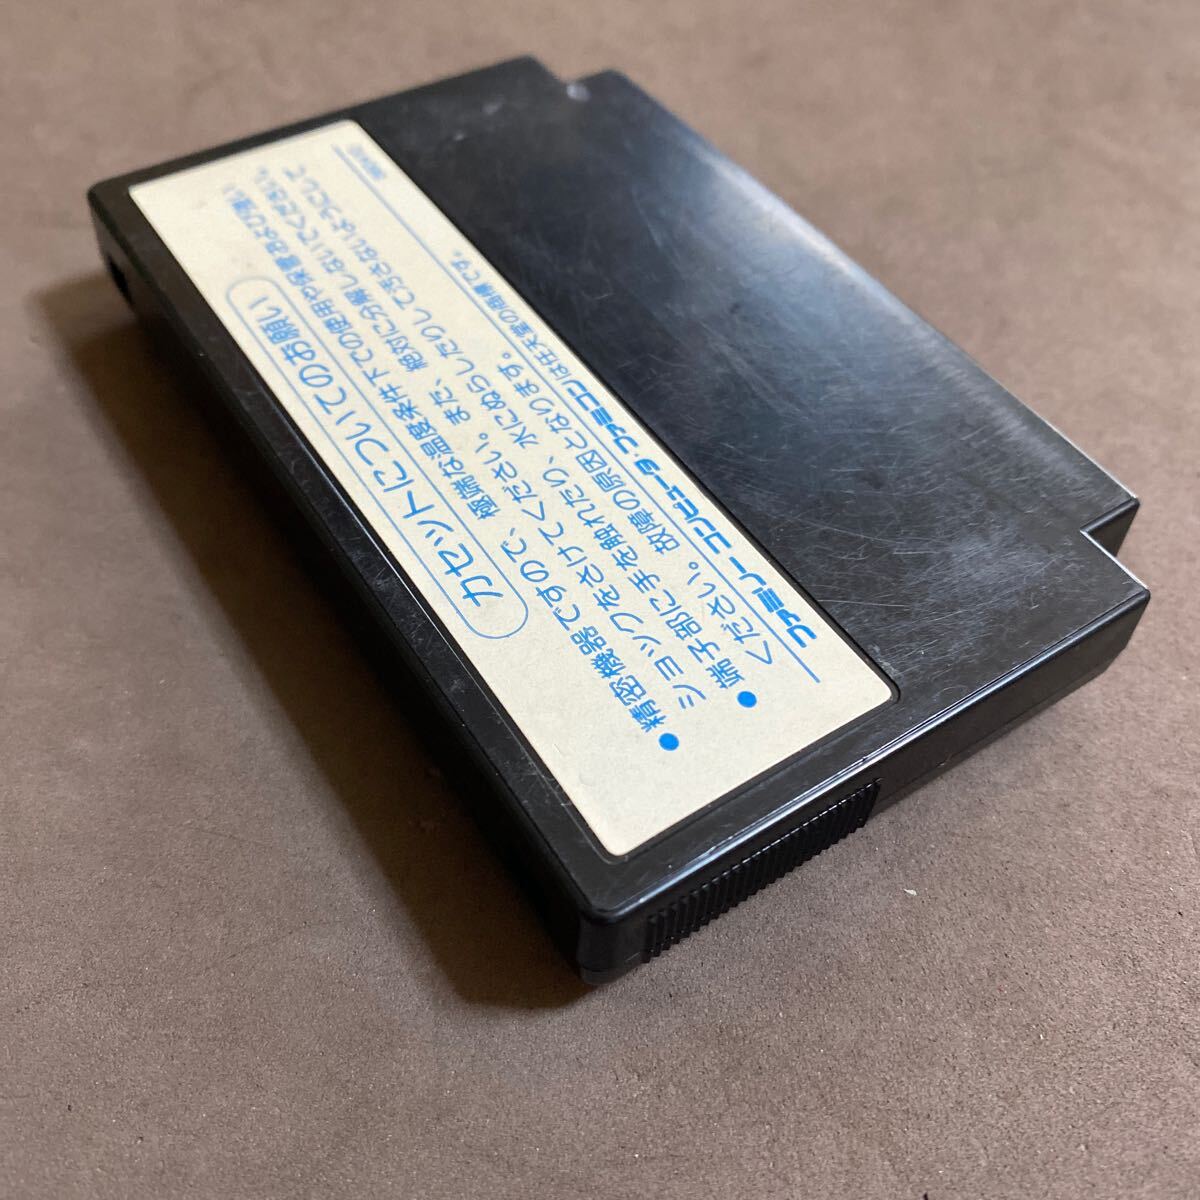 カセットについてのお願い
●精密機器ですので、極端な温度条件下での使用や保管および強い
ショックをさけてください。また、絶対に分解しないでください。
●端子部に手を触れたり、水にぬらしたりして汚さないようにして
ください。故障の原因となります。
ファミリーコンピュータ・ファミコンは任天堂の商標です。